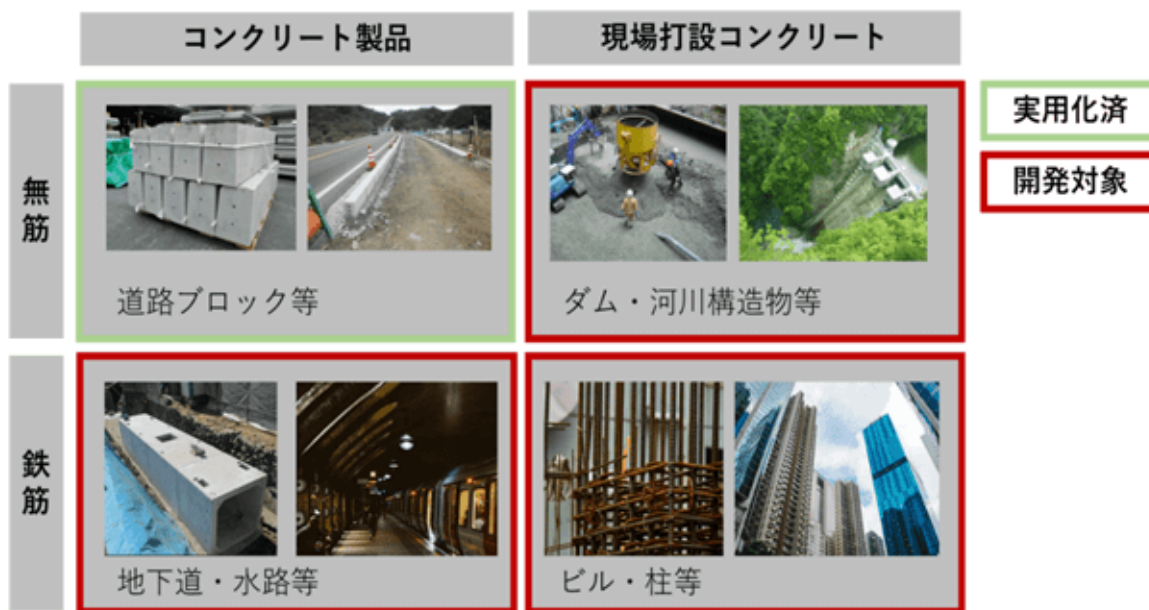 コンクリート製品
現場打設コンクリート
実用化済
開発対象
無筋
道路ブロック等
ダム・河川構造物等
鉄筋
地下道・水路等
ビル・柱等